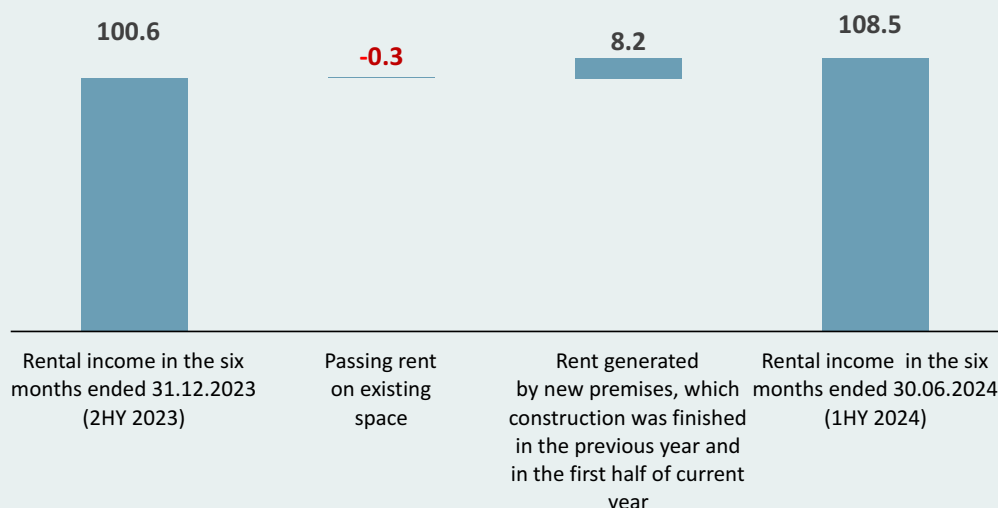 100.6
-0.3
8.2
108.5
Rental income in the six
months ended 31.12.2023
(2HY 2023)
Passing rent
on existing
space
Rent generated
by new premises, which
construction was finished
in the previous year and
in the first half of current
year
Rental income  in the six
months ended 30.06.2024
(1HY 2024)